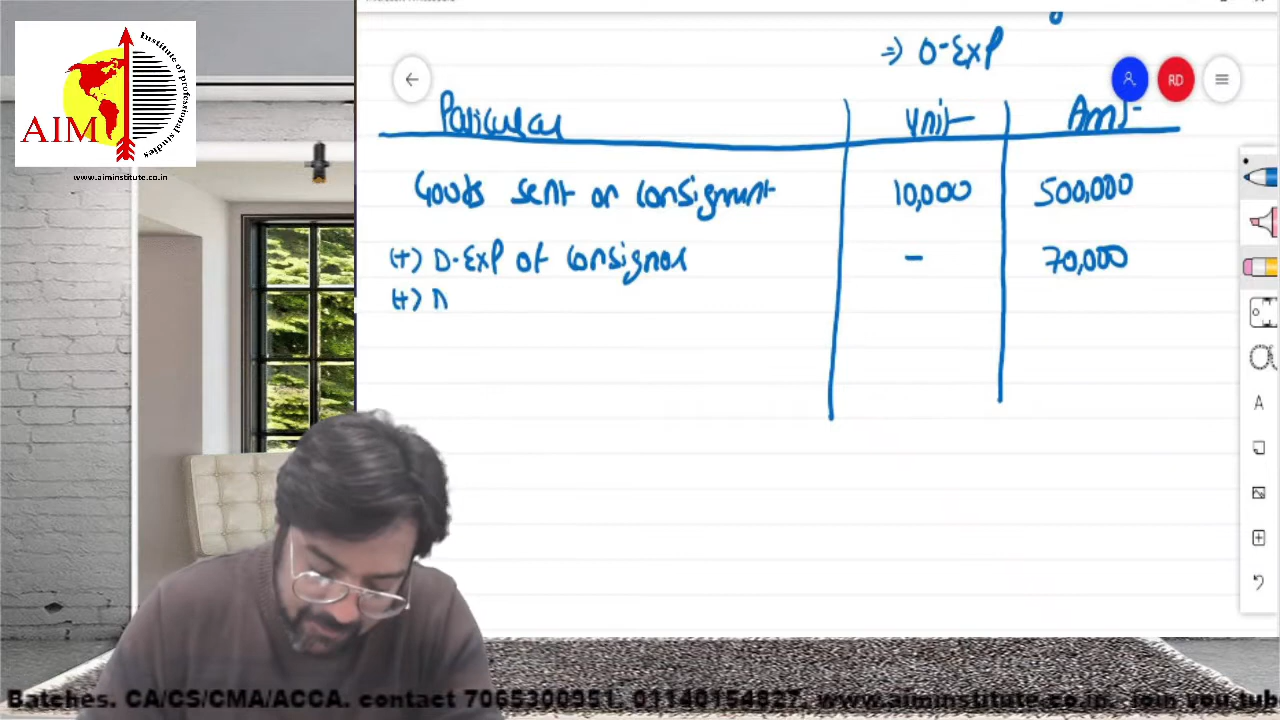 Institute of professional studies
AIM
www.aiminstitute.co.in
=> D-Exp
RD
Particular Unit Amt-
Goods sent on consignment 10,000 500,000
(+) D-Exp of consignor - 70,000
(+) D
A
Batches. CA/CS/CMA/ACCA. contact 7065300951, 01140154827, www.aiminstitute.co.in. Join you tub